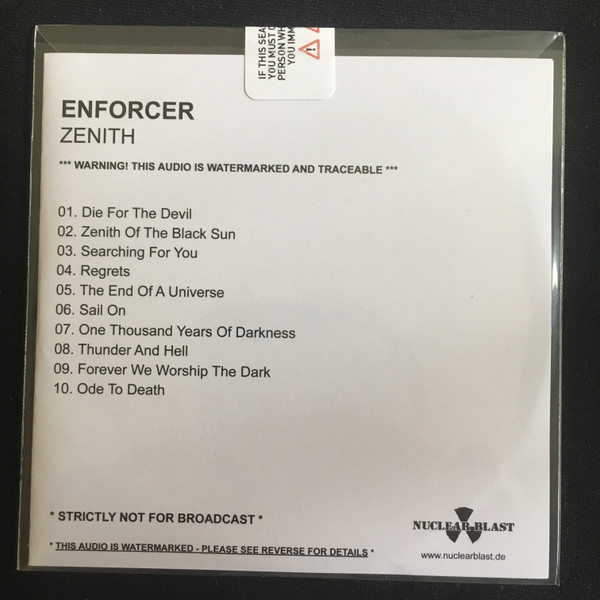 IF THIS SEA
YOU MUST
PERSON WH
YOU IMM
ENFORCER
ZENITH
*** WARNING! THIS AUDIO IS WATERMARKED AND TRACEABLE ***
01. Die For The Devil
02. Zenith Of The Black Sun
03. Searching For You
04. Regrets
05. The End Of A Universe
06. Sail On
07. One Thousand Years Of Darkness
08. Thunder And Hell
09. Forever We Worship The Dark
10. Ode To Death
* STRICTLY NOT FOR BROADCAST *
NUCLEAR BLAST
* THIS AUDIO IS WATERMARKED - PLEASE SEE REVERSE FOR DETAILS *
www.nuclearblast.de